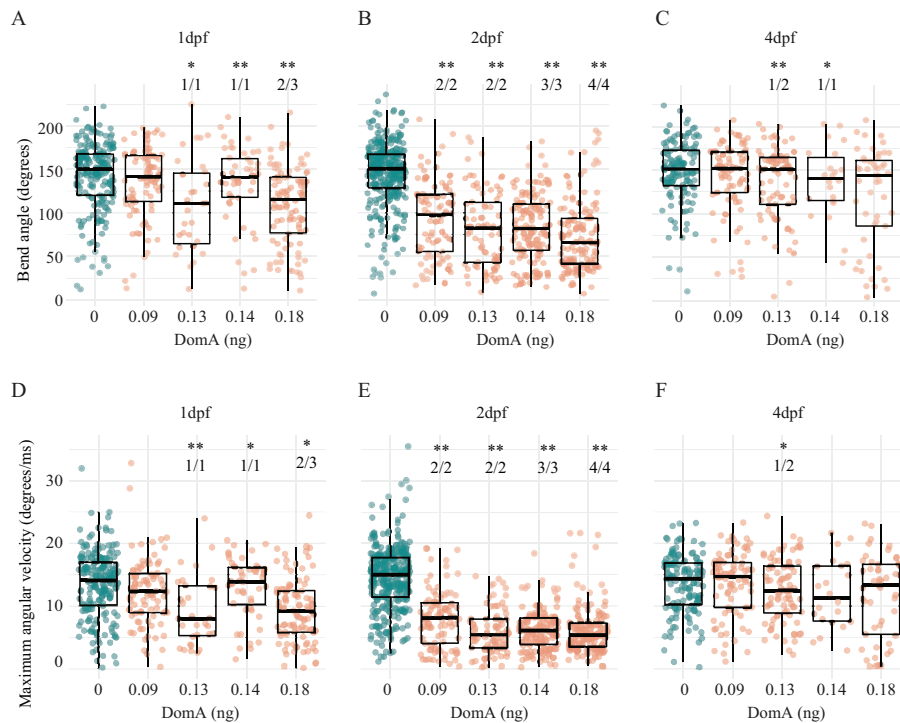 A
B
C
1dpf
2dpf
4dpf
* ** **
1/1 1/1 2/3
** ** ** **
2/2 2/2 3/3 4/4
** *
1/2 1/1
Bend angle (degrees)
200
150
100
50
0
0 0.09 0.13 0.14 0.18
DomA (ng)
0 0.09 0.13 0.14 0.18
DomA (ng)
0 0.09 0.13 0.14 0.18
DomA (ng)
D
E
F
1dpf
2dpf
4dpf
** * *
1/1 1/1 2/3
** ** ** **
2/2 2/2 3/3 4/4
*
1/2
Maximum angular velocity (degrees/ms)
30
20
10
0
0 0.09 0.13 0.14 0.18
DomA (ng)
0 0.09 0.13 0.14 0.18
DomA (ng)
0 0.09 0.13 0.14 0.18
DomA (ng)